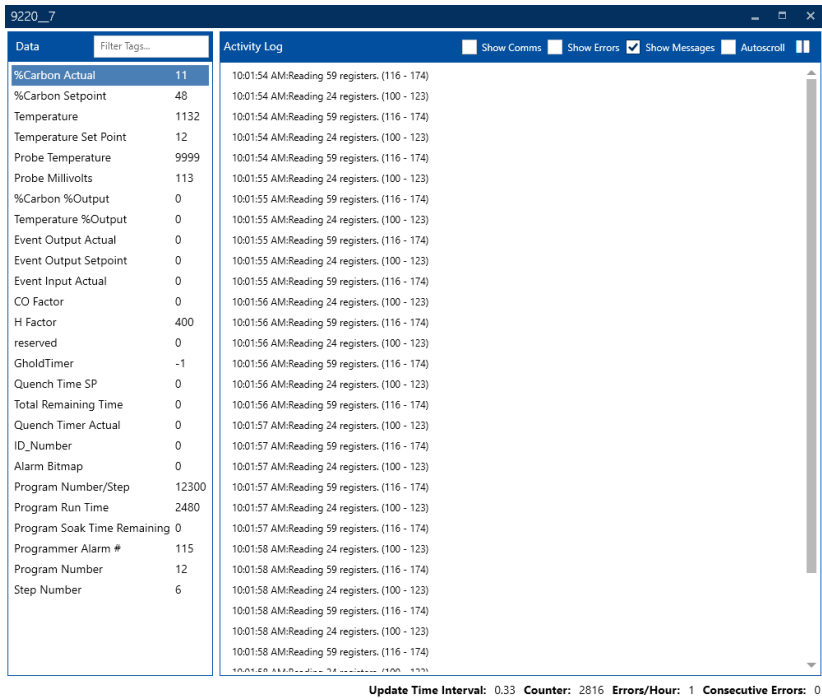 9220__7
Data Filter Tags...
%Carbon Actual 11
%Carbon Setpoint 48
Temperature 1132
Temperature Set Point 12
Probe Temperature 9999
Probe Millivolts 113
%Carbon %Output 0
Temperature %Output 0
Event Output Actual 0
Event Output Setpoint 0
Event Input Actual 0
CO Factor 0
H Factor 400
reserved 0
GholdTimer -1
Quench Time SP 0
Total Remaining Time 0
Quench Timer Actual 0
ID_Number 0
Alarm Bitmap 0
Program Number/Step 12300
Program Run Time 2480
Program Soak Time Remaining 0
Programmer Alarm # 115
Program Number 12
Step Number 6
Activity Log Show Comms Show Errors Show Messages Autoscroll
10:01:54 AM:Reading 59 registers. (116 - 174)
10:01:54 AM:Reading 24 registers. (100 - 123)
10:01:54 AM:Reading 59 registers. (116 - 174)
10:01:54 AM:Reading 24 registers. (100 - 123)
10:01:54 AM:Reading 59 registers. (116 - 174)
10:01:55 AM:Reading 24 registers. (100 - 123)
10:01:55 AM:Reading 59 registers. (116 - 174)
10:01:55 AM:Reading 24 registers. (100 - 123)
10:01:55 AM:Reading 59 registers. (116 - 174)
10:01:55 AM:Reading 24 registers. (100 - 123)
10:01:55 AM:Reading 59 registers. (116 - 174)
10:01:56 AM:Reading 24 registers. (100 - 123)
10:01:56 AM:Reading 59 registers. (116 - 174)
10:01:56 AM:Reading 24 registers. (100 - 123)
10:01:56 AM:Reading 59 registers. (116 - 174)
10:01:56 AM:Reading 24 registers. (100 - 123)
10:01:56 AM:Reading 59 registers. (116 - 174)
10:01:57 AM:Reading 24 registers. (100 - 123)
10:01:57 AM:Reading 59 registers. (116 - 174)
10:01:57 AM:Reading 24 registers. (100 - 123)
10:01:57 AM:Reading 59 registers. (116 - 174)
10:01:57 AM:Reading 24 registers. (100 - 123)
10:01:57 AM:Reading 59 registers. (116 - 174)
10:01:58 AM:Reading 24 registers. (100 - 123)
10:01:58 AM:Reading 59 registers. (116 - 174)
10:01:58 AM:Reading 24 registers. (100 - 123)
10:01:58 AM:Reading 59 registers. (116 - 174)
10:01:58 AM:Reading 24 registers. (100 - 123)
10:01:58 AM:Reading 59 registers. (116 - 174)
10:01:58 AM:Reading 24 registers. (100 - 123)
Update Time Interval: 0.33 Counter: 2816 Errors/Hour: 1 Consecutive Errors: 0